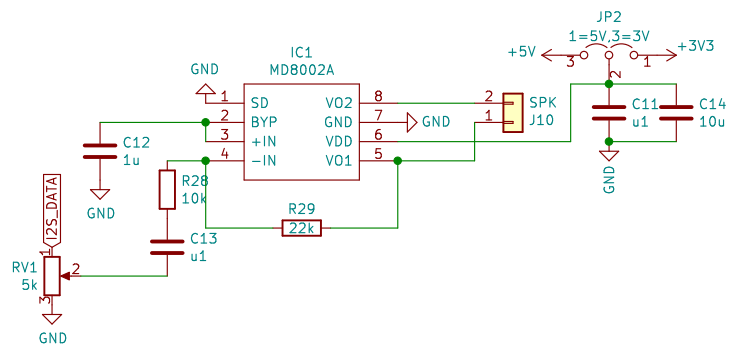 JP2
1=5V,3=3V
+5V
3
2
1
+3V3
IC1
MD8002A
GND
1
SD
VO2
8
2
SPK
2
BYP
GND
7
GND
1
J10
3
+IN
VDD
6
4
-IN
VO1
5
C11
u1
C14
10u
GND
C12
1u
GND
R28
10k
R29
22k
I2S_DATA
C13
u1
1
RV1
5k
2
3
GND